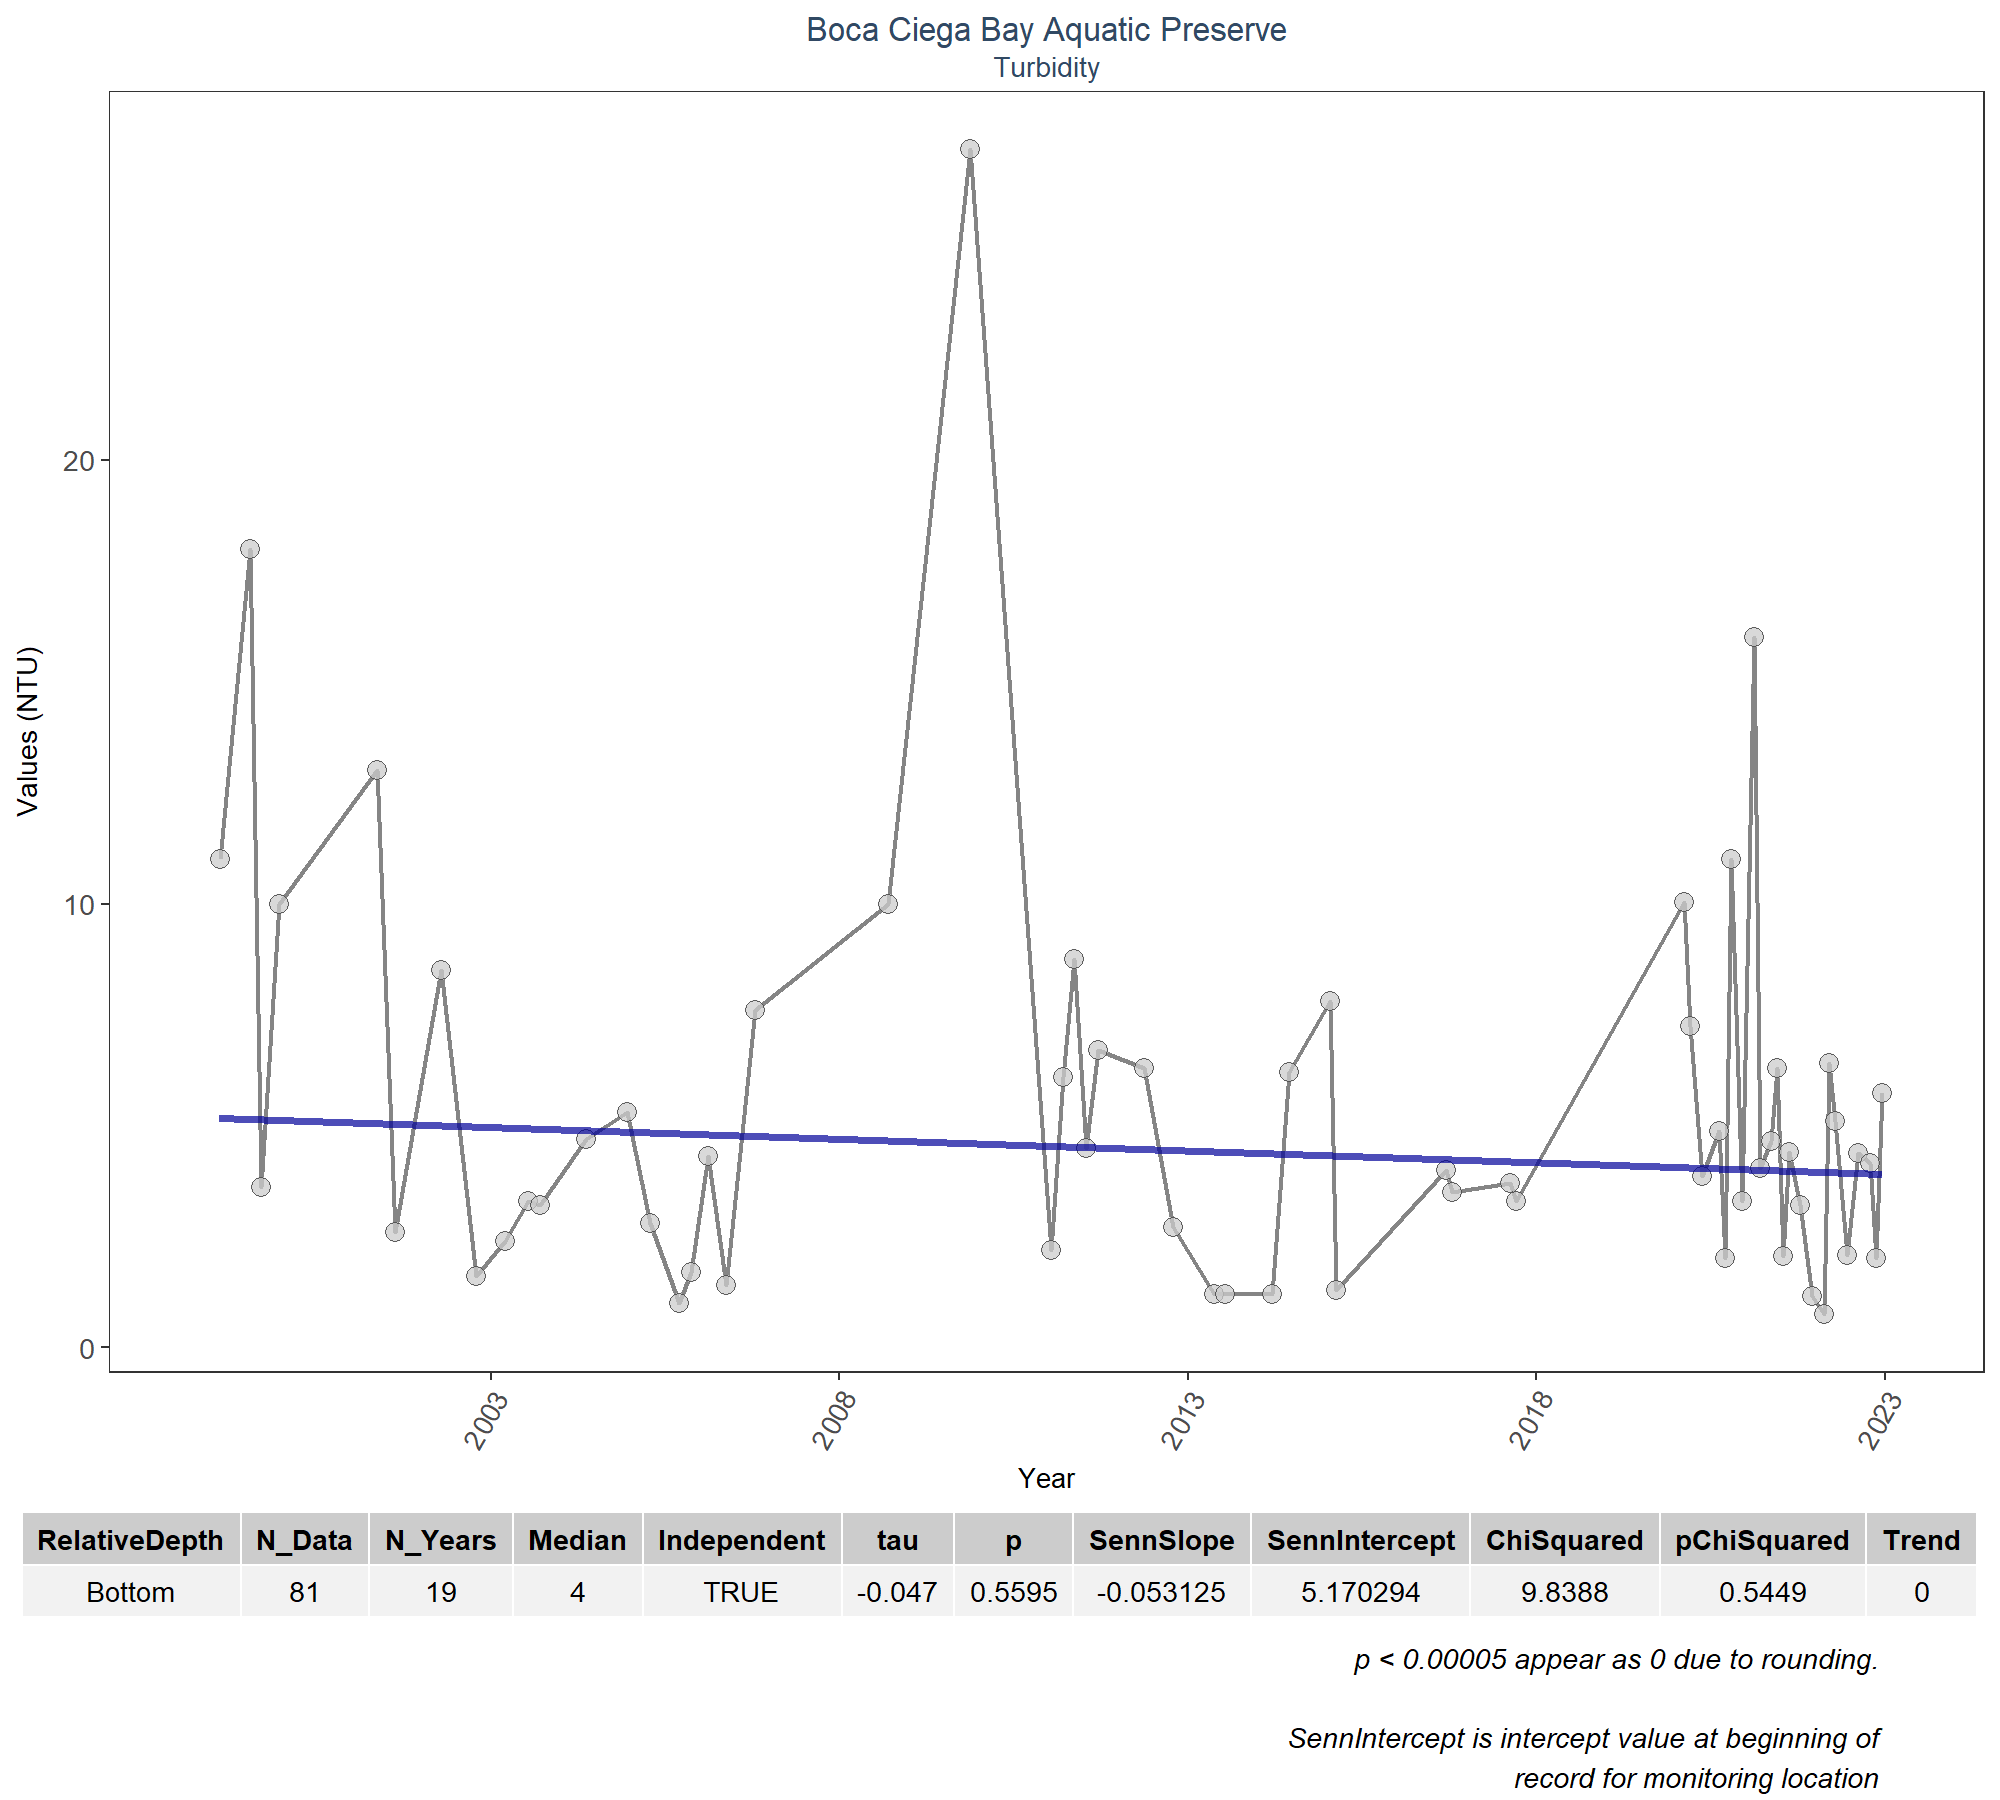 Boca Ciega Bay Aquatic Preserve
Turbidity
Values (NTU)
20
10
0
2003 2008 2013 2018 2023
Year
RelativeDepth N_Data N_Years Median Independent tau p SennSlope SennIntercept ChiSquared pChiSquared Trend
Bottom 81 19 4 TRUE -0.047 0.5595 -0.053125 5.170294 9.8388 0.5449 0
p < 0.00005 appear as 0 due to rounding.
SennIntercept is intercept value at beginning of
record for monitoring location